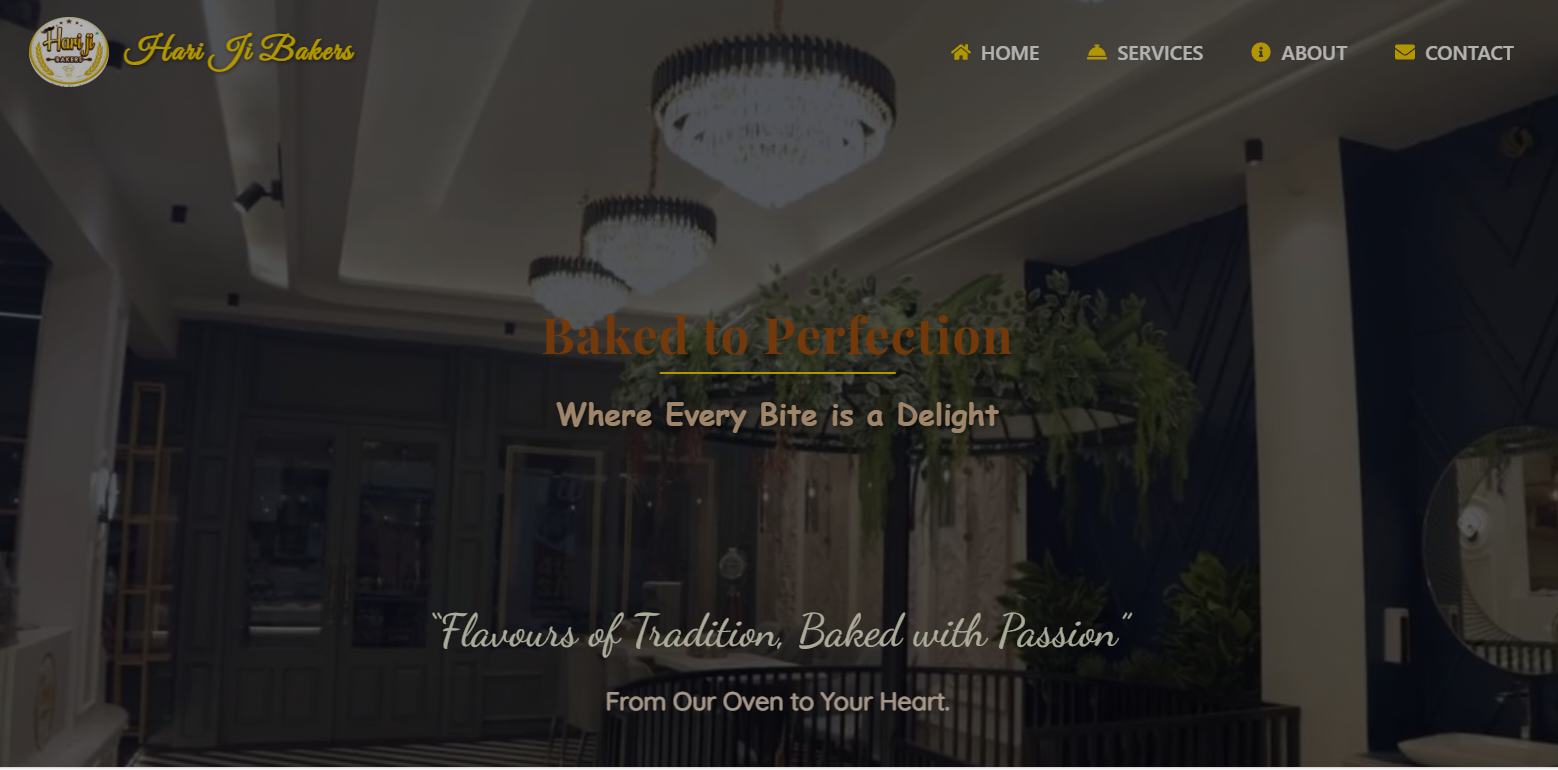 Hari Ji
BAKERS
Hari Ji Bakers
HOME
SERVICES
ABOUT
CONTACT
Baked to Perfection
Where Every Bite is a Delight
“Flavours of Tradition, Baked with Passion”
From Our Oven to Your Heart.